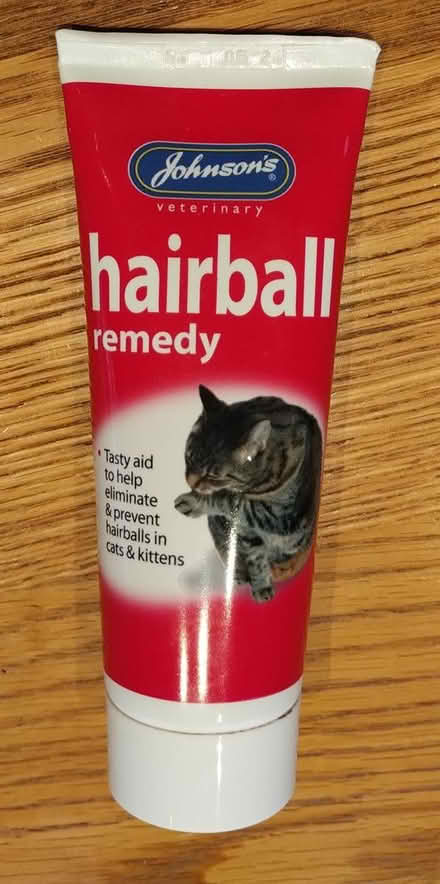 Johnson's®
veterinary
hairball
remedy
• Tasty aid
to help
eliminate
& prevent
hairballs in
cats & kittens